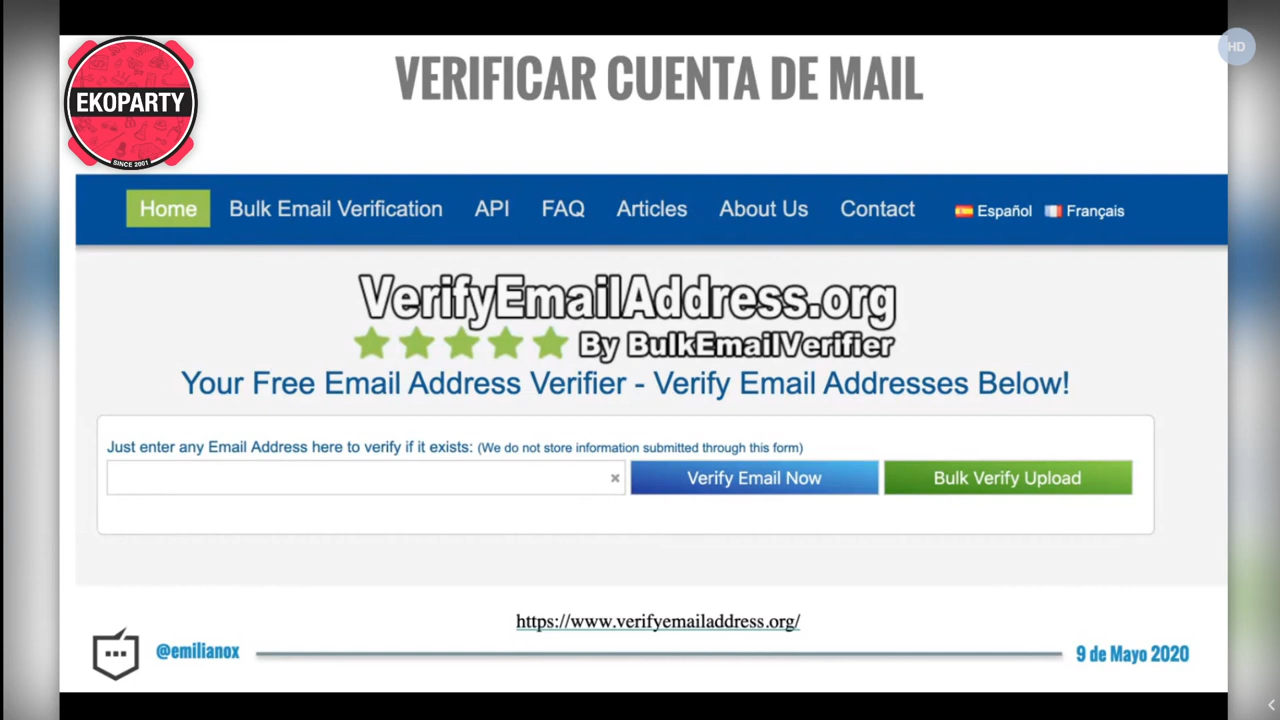 HD
EKOPARTY
SINCE 2001
VERIFICAR CUENTA DE MAIL
Home Bulk Email Verification API FAQ Articles About Us Contact Español Français
VerifyEmailAddress.org
By BulkEmailVerifier
Your Free Email Address Verifier - Verify Email Addresses Below!
Just enter any Email Address here to verify if it exists: (We do not store information submitted through this form)
Verify Email Now Bulk Verify Upload
https://www.verifyemailaddress.org/
@emilianox 9 de Mayo 2020